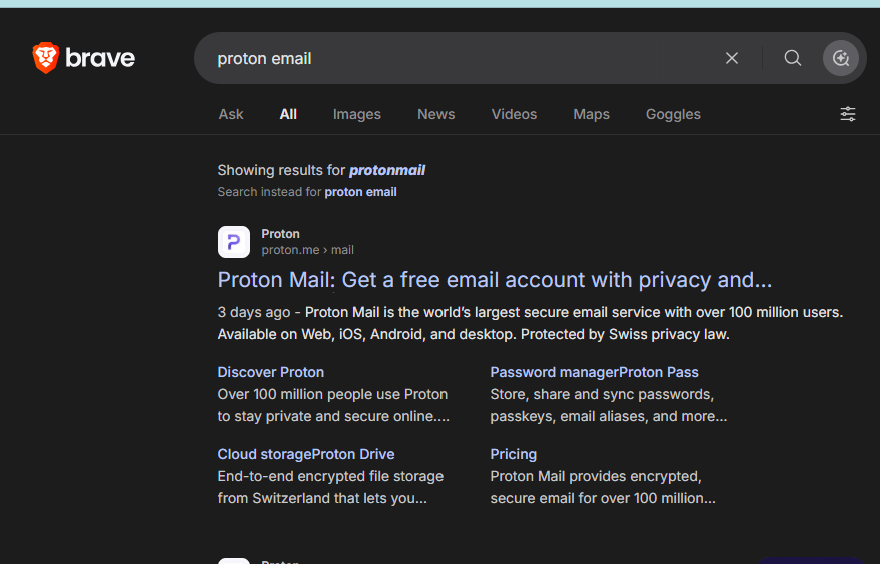 brave
proton email
Ask All Images News Videos Maps Goggles
Showing results for protonmail
Search instead for proton email
Proton
proton.me › mail
Proton Mail: Get a free email account with privacy and...
3 days ago - Proton Mail is the world's largest secure email service with over 100 million users.
Available on Web, iOS, Android, and desktop. Protected by Swiss privacy law.
Discover Proton
Over 100 million people use Proton
to stay private and secure online....
Password managerProton Pass
Store, share and sync passwords,
passkeys, email aliases, and more...
Cloud storageProton Drive
End-to-end encrypted file storage
from Switzerland that lets you...
Pricing
Proton Mail provides encrypted,
secure email for over 100 million...
Proton